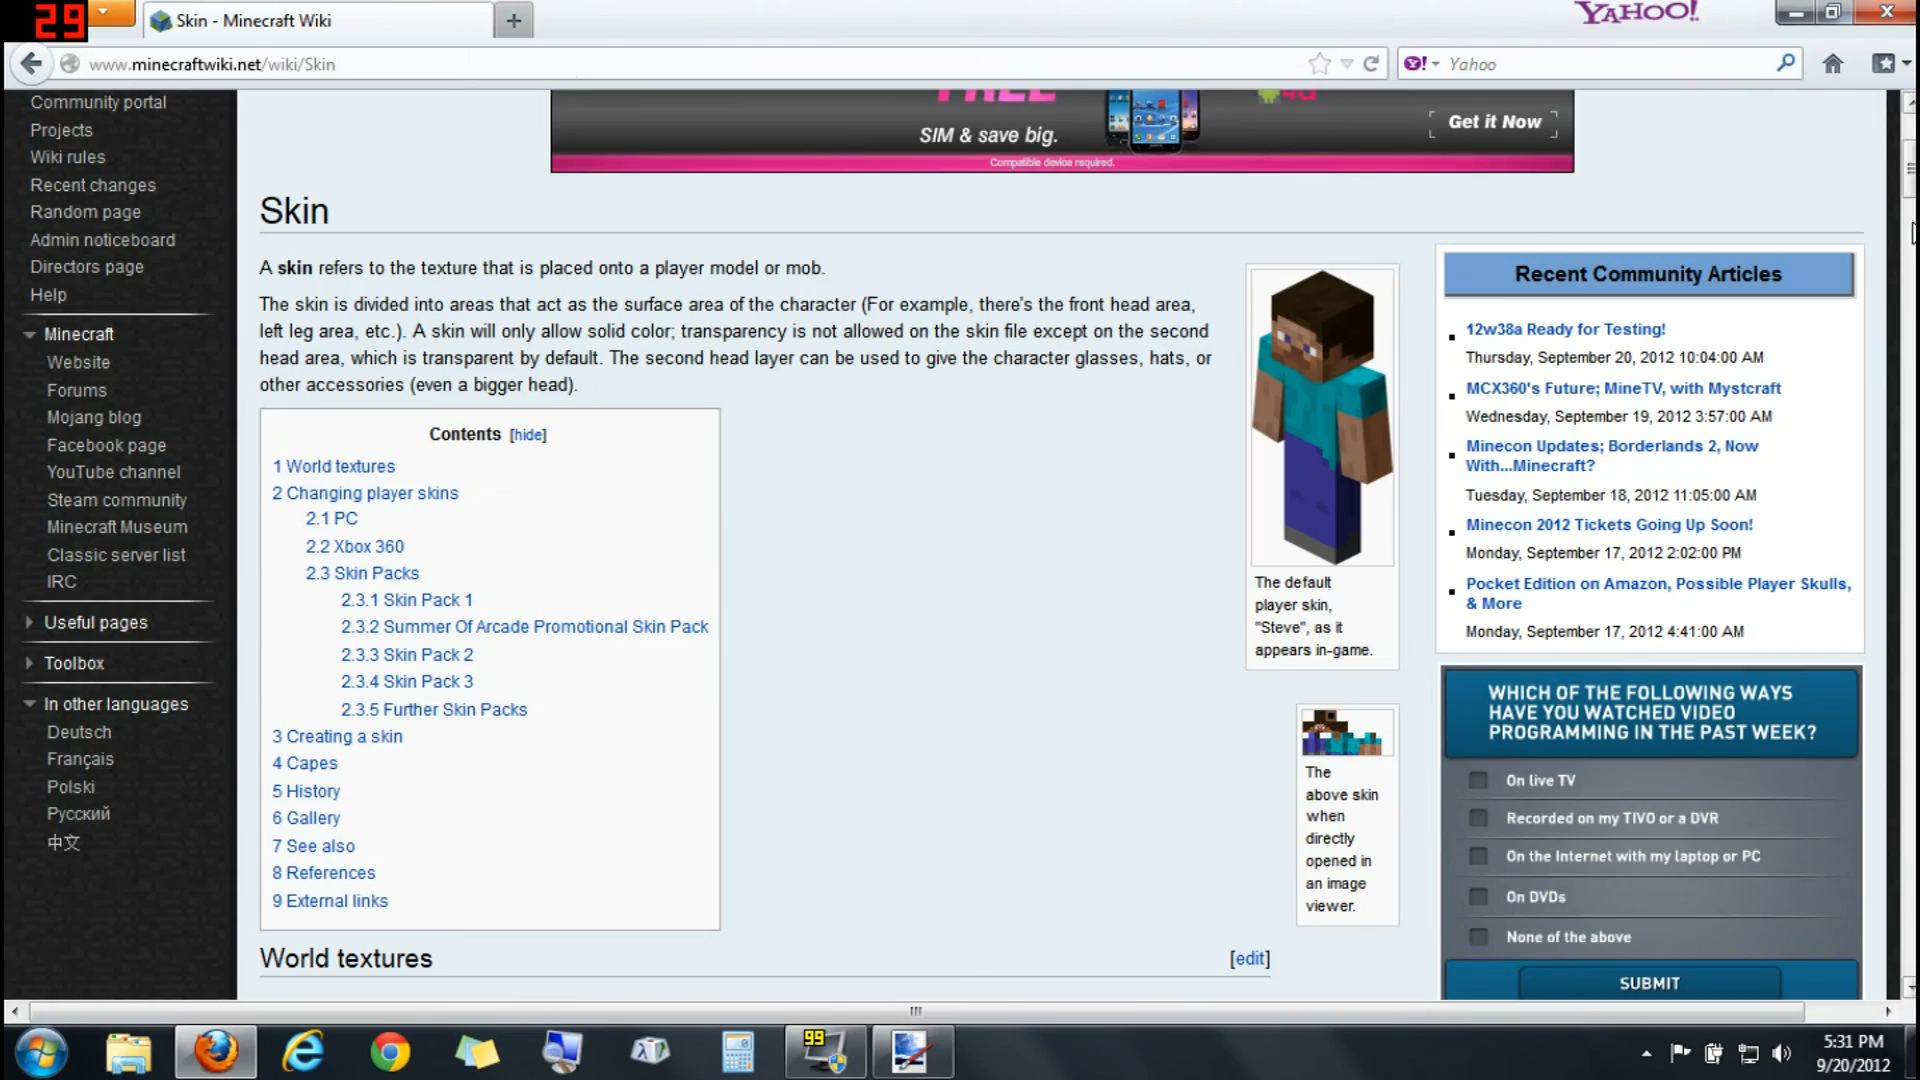 29
Skin - Minecraft Wiki
YAHOO!
www.minecraftwiki.net/wiki/Skin
Yahoo
Community portal
Projects
Wiki rules
Recent changes
Random page
Admin noticeboard
Directors page
Help
Minecraft
Website
Forums
Mojang blog
Facebook page
YouTube channel
Steam community
Minecraft Museum
Classic server list
IRC
Useful pages
Toolbox
In other languages
Deutsch
Français
Polski
Русский
中文
FREE
4G
SIM & save big.
Get it Now
Compatible device required.
Skin
A skin refers to the texture that is placed onto a player model or mob.
The skin is divided into areas that act as the surface area of the character (For example, there's the front head area,
left leg area, etc.). A skin will only allow solid color; transparency is not allowed on the skin file except on the second
head area, which is transparent by default. The second head layer can be used to give the character glasses, hats, or
other accessories (even a bigger head).
Contents [hide]
1 World textures
2 Changing player skins
2.1 PC
2.2 Xbox 360
2.3 Skin Packs
2.3.1 Skin Pack 1
2.3.2 Summer Of Arcade Promotional Skin Pack
2.3.3 Skin Pack 2
2.3.4 Skin Pack 3
2.3.5 Further Skin Packs
3 Creating a skin
4 Capes
5 History
6 Gallery
7 See also
8 References
9 External links
World textures
[edit]
The default
player skin,
"Steve", as it
appears in-game.
The
above skin
when
directly
opened in
an image
viewer.
Recent Community Articles
12w38a Ready for Testing!
Thursday, September 20, 2012 10:04:00 AM
MCX360's Future; MineTV, with Mystcraft
Wednesday, September 19, 2012 3:57:00 AM
Minecon Updates; Borderlands 2, Now
With...Minecraft?
Tuesday, September 18, 2012 11:05:00 AM
Minecon 2012 Tickets Going Up Soon!
Monday, September 17, 2012 2:02:00 PM
Pocket Edition on Amazon, Possible Player Skulls,
& More
Monday, September 17, 2012 4:41:00 AM
WHICH OF THE FOLLOWING WAYS
HAVE YOU WATCHED VIDEO
PROGRAMMING IN THE PAST WEEK?
On live TV
Recorded on my TIVO or a DVR
On the Internet with my laptop or PC
On DVDs
None of the above
SUBMIT
99
5:31 PM
9/20/2012